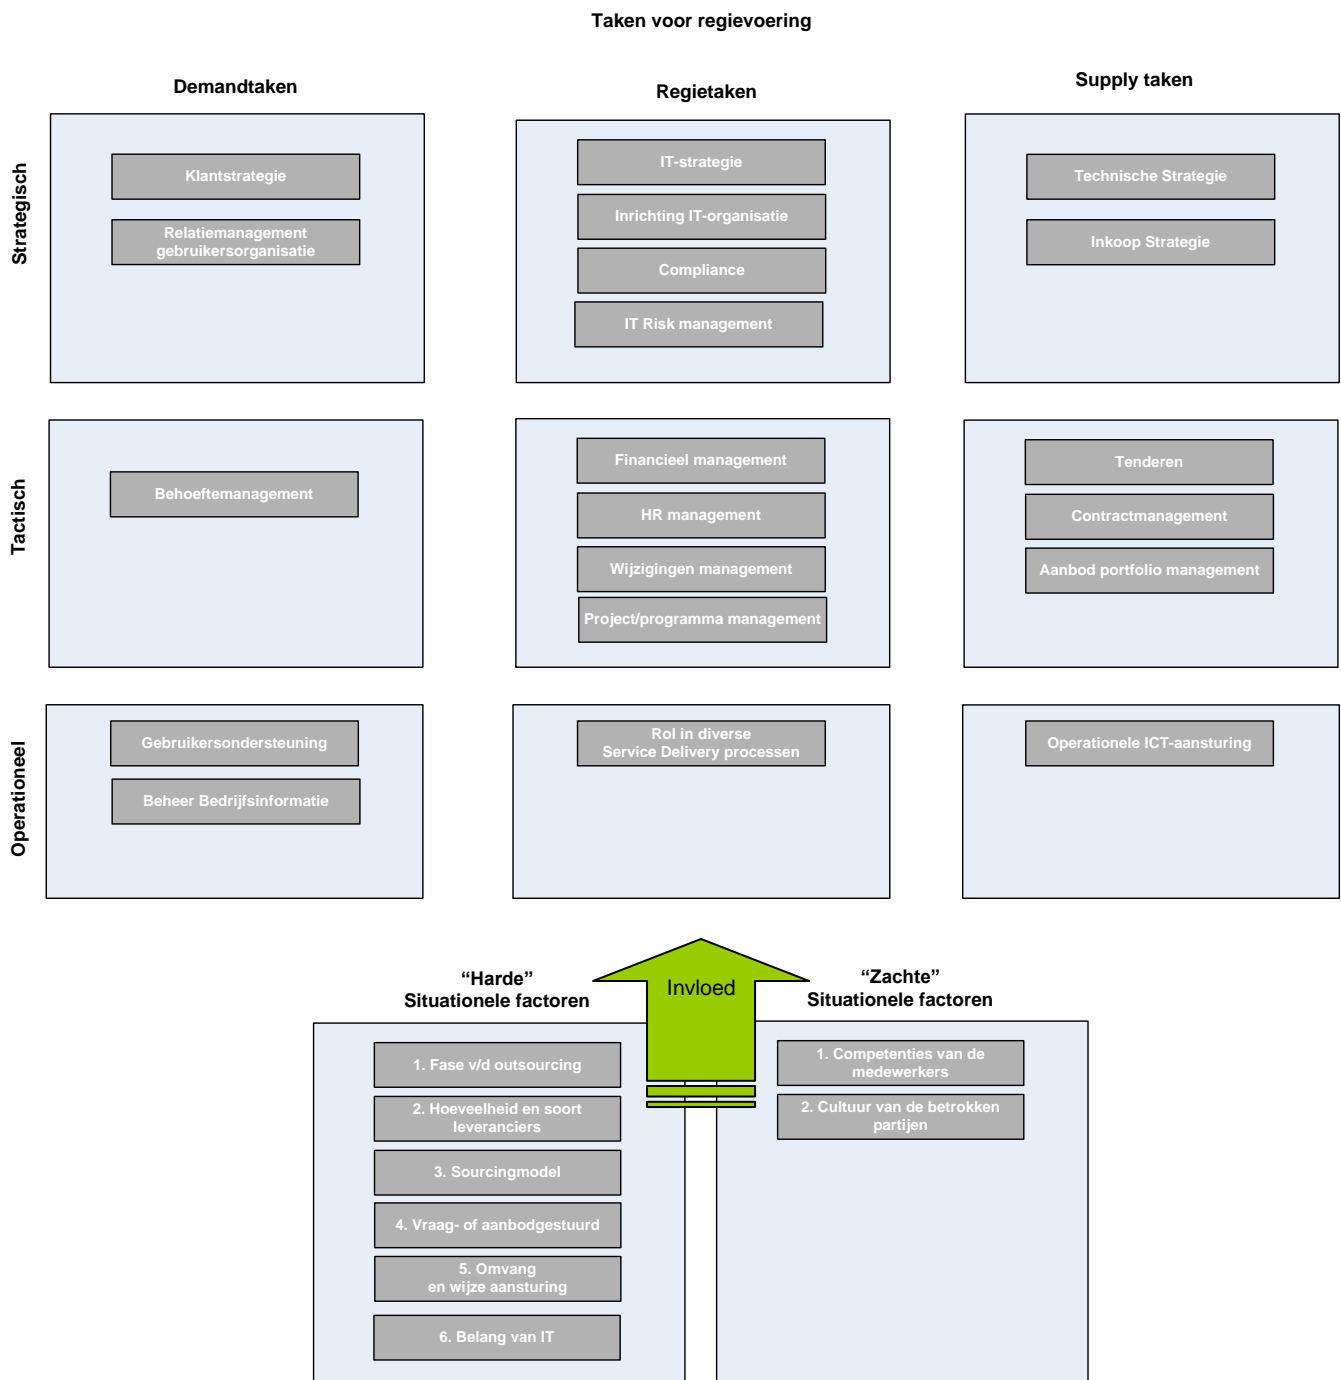 Taken voor regievoering
Demandtaken
Regietaken
Supply taken
Strategisch
Klantstrategie
Relatiemanagement
gebruikersorganisatie
IT-strategie
Inrichting IT-organisatie
Compliance
IT Risk management
Technische Strategie
Inkoop Strategie
Tactisch
Behoeftemanagement
Financieel management
HR management
Wijzigingen management
Project/programma management
Tenderen
Contractmanagement
Aanbod portfolio management
Operationeel
Gebruikersondersteuning
Beheer Bedrijfsinformatie
Rol in diverse
Service Delivery processen
Operationele ICT-aansturing
“Harde”
Situationele factoren
Invloed
“Zachte”
Situationele factoren
1. Fase v/d outsourcing
2. Hoeveelheid en soort
leveranciers
3. Sourcingmodel
4. Vraag- of aanbodgestuurd
5. Omvang
en wijze aansturing
6. Belang van IT
1. Competenties van de
medewerkers
2. Cultuur van de betrokken
partijen